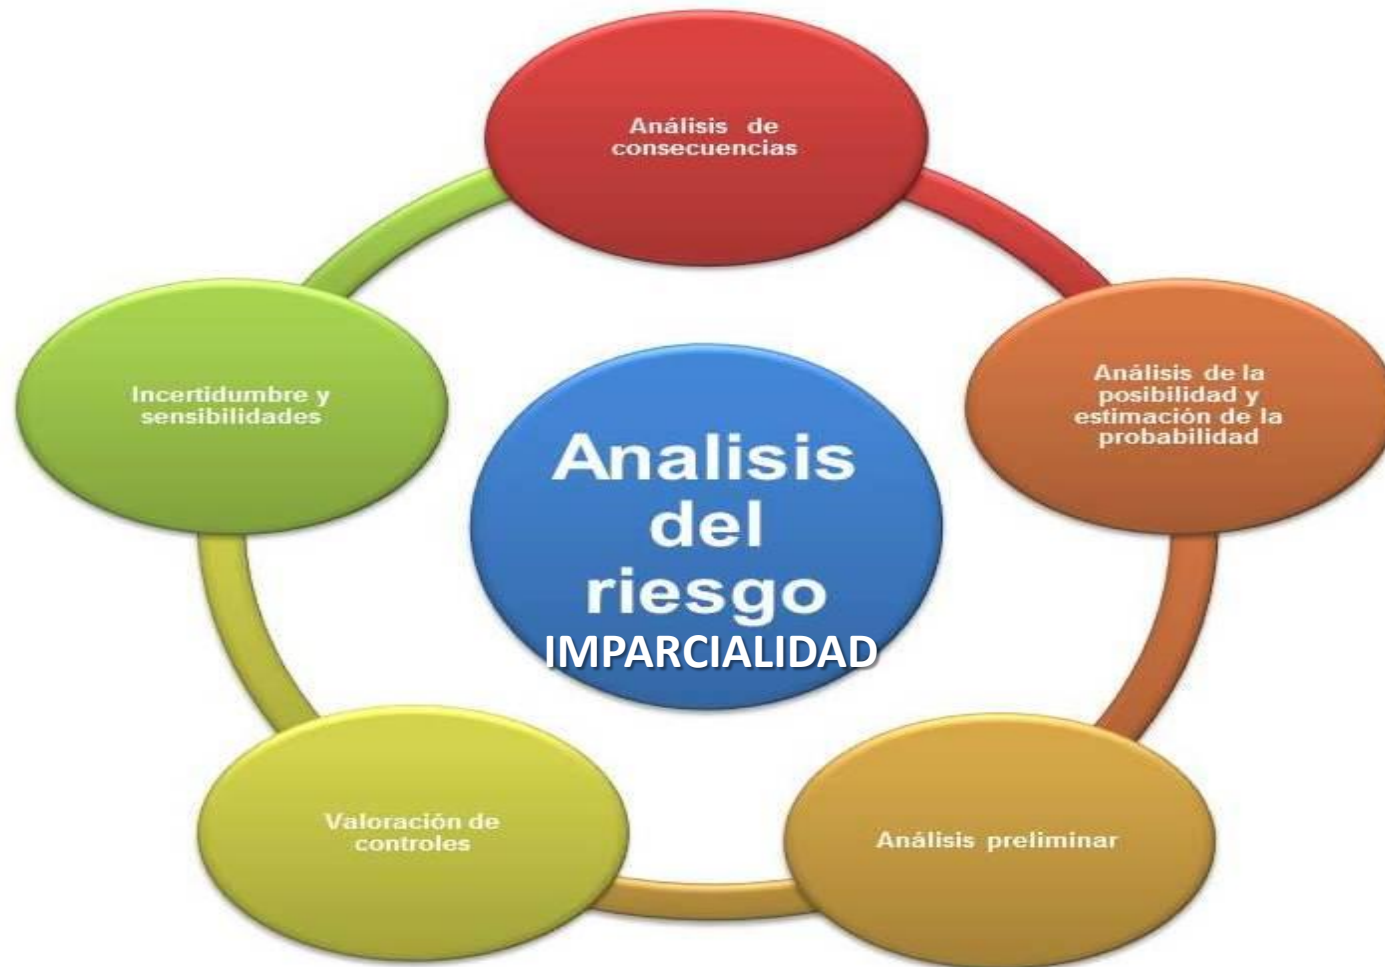 Análisis de
consecuencias
Análisis de la
posibilidad y
estimación de la
probabilidad
Análisis preliminar
Valoración de
controles
Incertidumbre y
sensibilidades
Analisis
del
riesgo
IMPARCIALIDAD